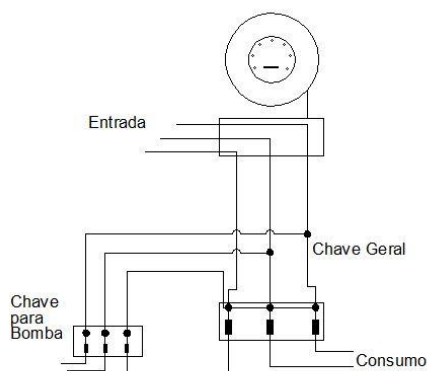 Entrada
Chave Geral
Chave
para
Bomba
Consumo